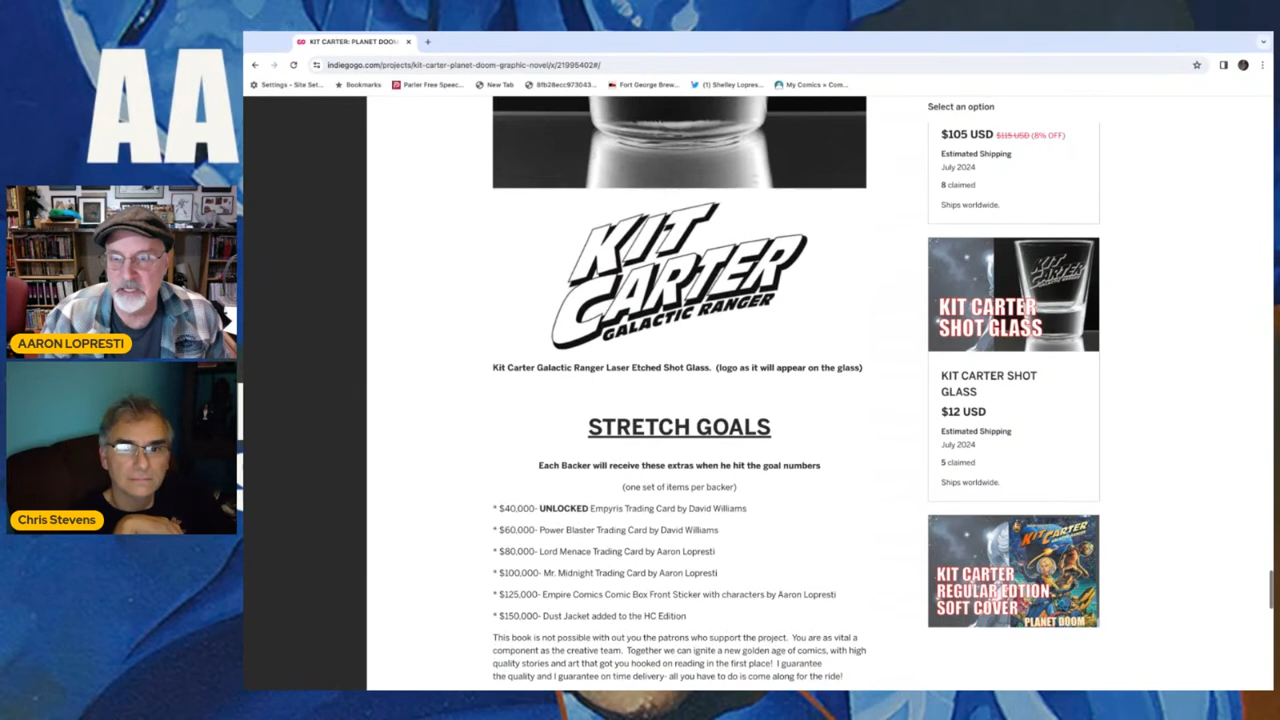 AA
AARON LOPRESTI
Chris Stevens
GO KIT CARTER: PLANET DOOM
indiegogo.com/projects/kit-carter-planet-doom-graphic-novel/x/21995402#/
Settings - Site Set...
Bookmarks
Parler Free Speec...
New Tab
8fb28ecc973043...
Fort George Brew...
(1) Shelley Lopres...
My Comics » Com...
KIT
CARTER
GALACTIC RANGER
Kit Carter Galactic Ranger Laser Etched Shot Glass. (logo as it will appear on the glass)
STRETCH GOALS
Each Backer will receive these extras when he hit the goal numbers
(one set of items per backer)
* $40,000- UNLOCKED Empyris Trading Card by David Williams
* $60,000- Power Blaster Trading Card by David Williams
* $80,000- Lord Menace Trading Card by Aaron Lopresti
* $100,000- Mr. Midnight Trading Card by Aaron Lopresti
* $125,000- Empire Comics Comic Box Front Sticker with characters by Aaron Lopresti
* $150,000- Dust Jacket added to the HC Edition
This book is not possible with out you the patrons who support the project. You are as vital a
component as the creative team. Together we can ignite a new golden age of comics, with high
quality stories and art that got you hooked on reading in the first place! I guarantee
the quality and I guarantee on time delivery- all you have to do is come along for the ride!
Select an option
$105 USD $115 USD (8% OFF)
Estimated Shipping
July 2024
8 claimed
Ships worldwide.
KIT CARTER
KIT CARTER
SHOT GLASS
KIT CARTER SHOT
GLASS
$12 USD
Estimated Shipping
July 2024
5 claimed
Ships worldwide.
KIT CARTER
KIT CARTER
REGULAR EDTION
SOFT COVER
PLANET DOOM